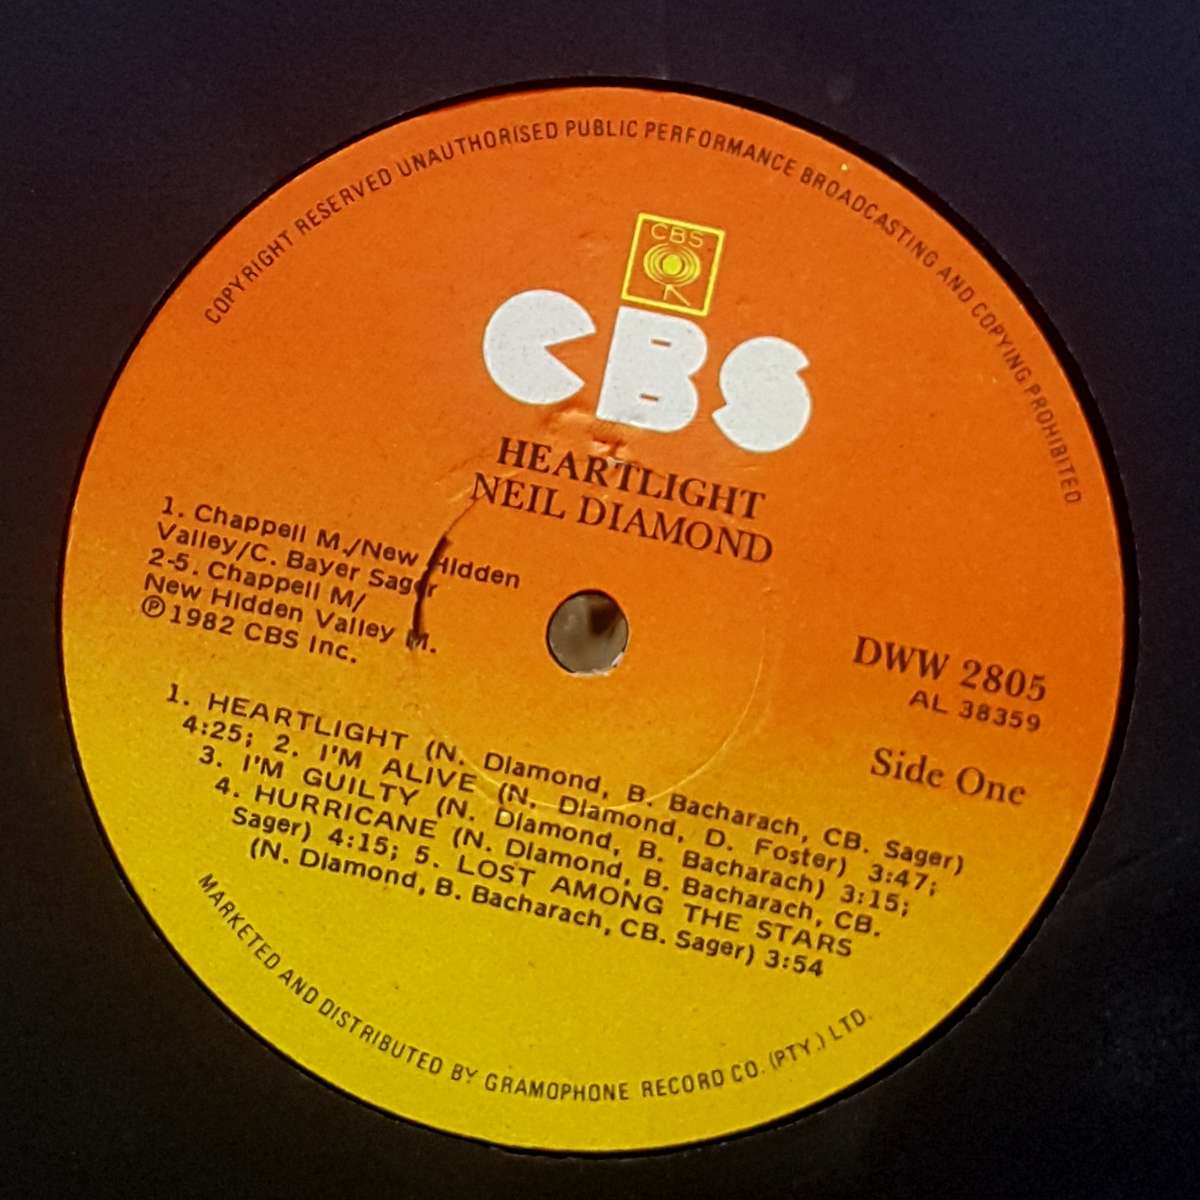 COPYRIGHT RESERVED UNAUTHORISED PUBLIC PERFORMANCE BROADCASTING AND COPYING PROHIBITED
CBS
CBS
HEARTLIGHT
NEIL DIAMOND
1. Chappell M./New Hidden
Valley/C. Bayer Sager
2-5. Chappell M/
New Hidden Valley M.
℗ 1982 CBS Inc.
DWW 2805
AL 38359
Side One
1. HEARTLIGHT (N. Diamond, B. Bacharach, CB. Sager)
4:25; 2. I'M ALIVE (N. Diamond, D. Foster) 3:47;
3. I'M GUILTY (N. Diamond, B. Bacharach) 3:15;
4. HURRICANE (N. Diamond, B. Bacharach, CB.
Sager) 4:15; 5. LOST AMONG THE STARS
(N. Diamond, B. Bacharach, CB. Sager) 3:54
MARKETED AND DISTRIBUTED BY GRAMOPHONE RECORD CO. (PTY.) LTD.